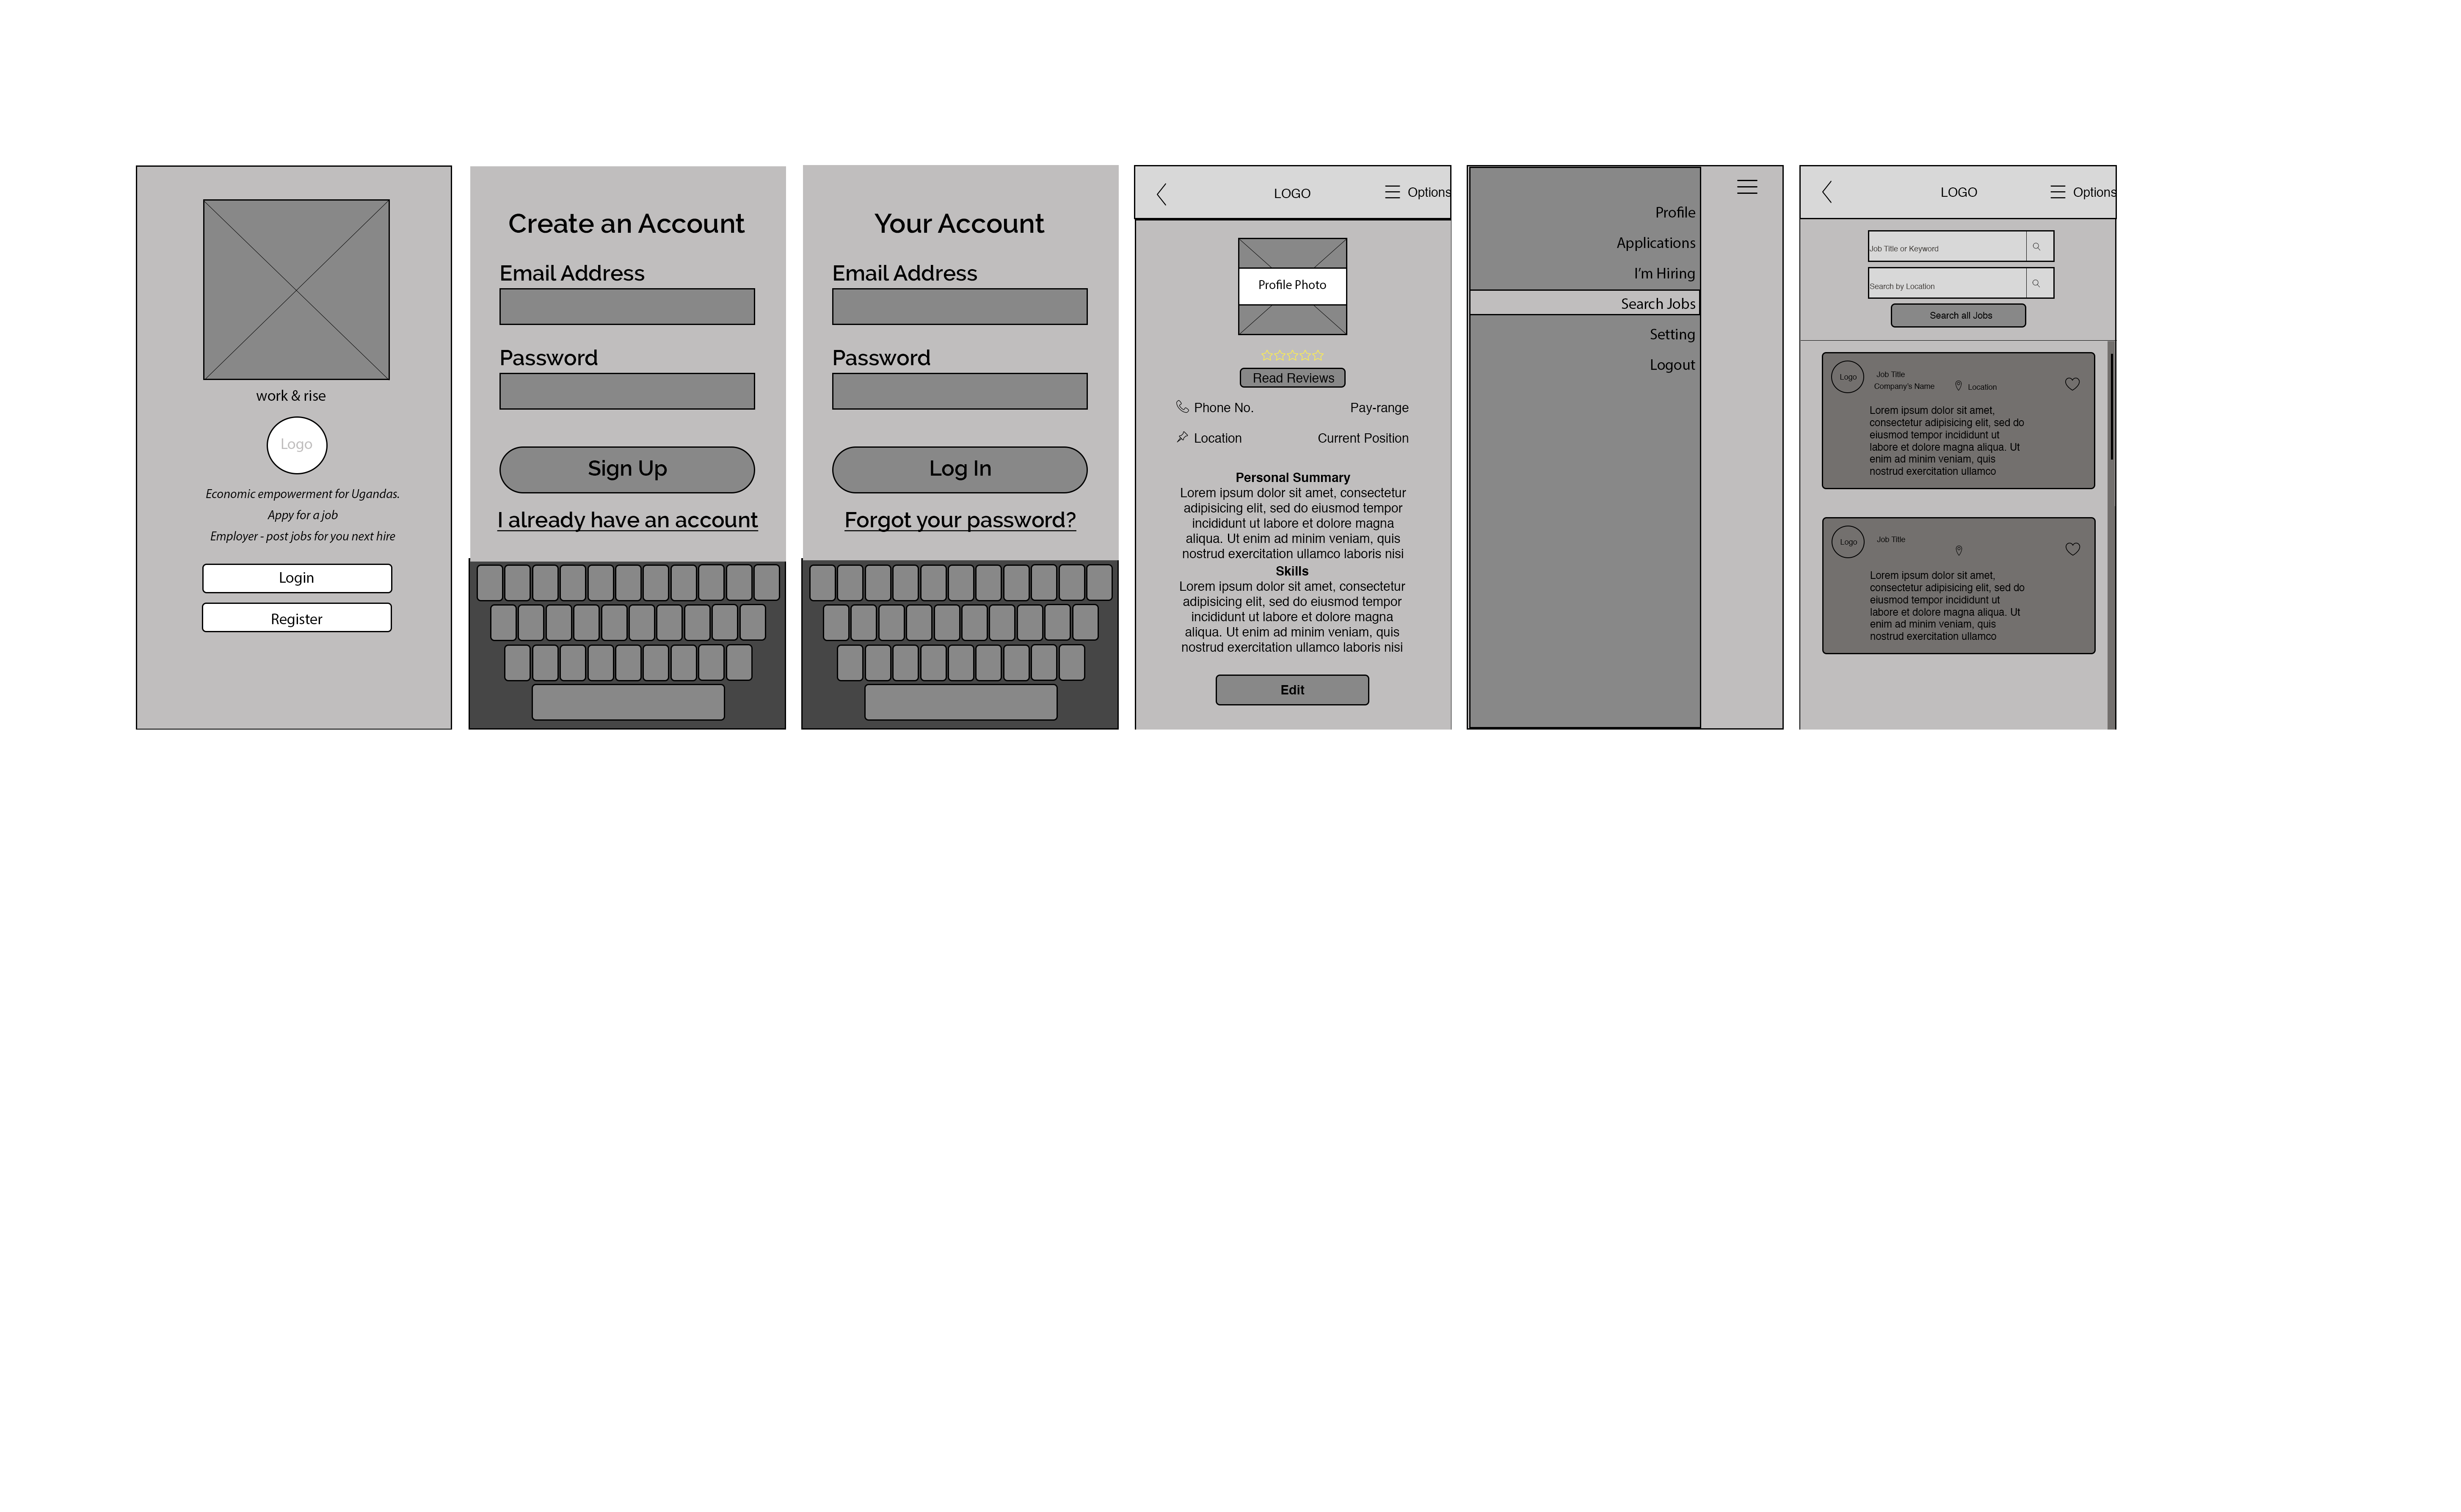 work & rise
Logo
Economic empowerment for Ugandas.
Appy for a job
Employer - post jobs for you next hire
Login
Register
Create an Account
Email Address
Password
Sign Up
I already have an account
Your Account
Email Address
Password
Log In
Forgot your password?
LOGO
Options
Profile Photo
Read Reviews
Phone No.
Pay-range
Location
Current Position
Personal Summary
Lorem ipsum dolor sit amet, consectetur
adipisicing elit, sed do eiusmod tempor
incididunt ut labore et dolore magna
aliqua. Ut enim ad minim veniam, quis
nostrud exercitation ullamco laboris nisi
Skills
Lorem ipsum dolor sit amet, consectetur
adipisicing elit, sed do eiusmod tempor
incididunt ut labore et dolore magna
aliqua. Ut enim ad minim veniam, quis
nostrud exercitation ullamco laboris nisi
Edit
Profile
Applications
I'm Hiring
Search Jobs
Setting
Logout
LOGO
Options
Job Title or Keyword
Search by Location
Search all Jobs
Logo
Job Title
Company's Name
Location
Lorem ipsum dolor sit amet,
consectetur adipisicing elit, sed do
eiusmod tempor incididunt ut
labore et dolore magna aliqua. Ut
enim ad minim veniam, quis
nostrud exercitation ullamco
Logo
Job Title
Lorem ipsum dolor sit amet,
consectetur adipisicing elit, sed do
eiusmod tempor incididunt ut
labore et dolore magna aliqua. Ut
enim ad minim veniam, quis
nostrud exercitation ullamco